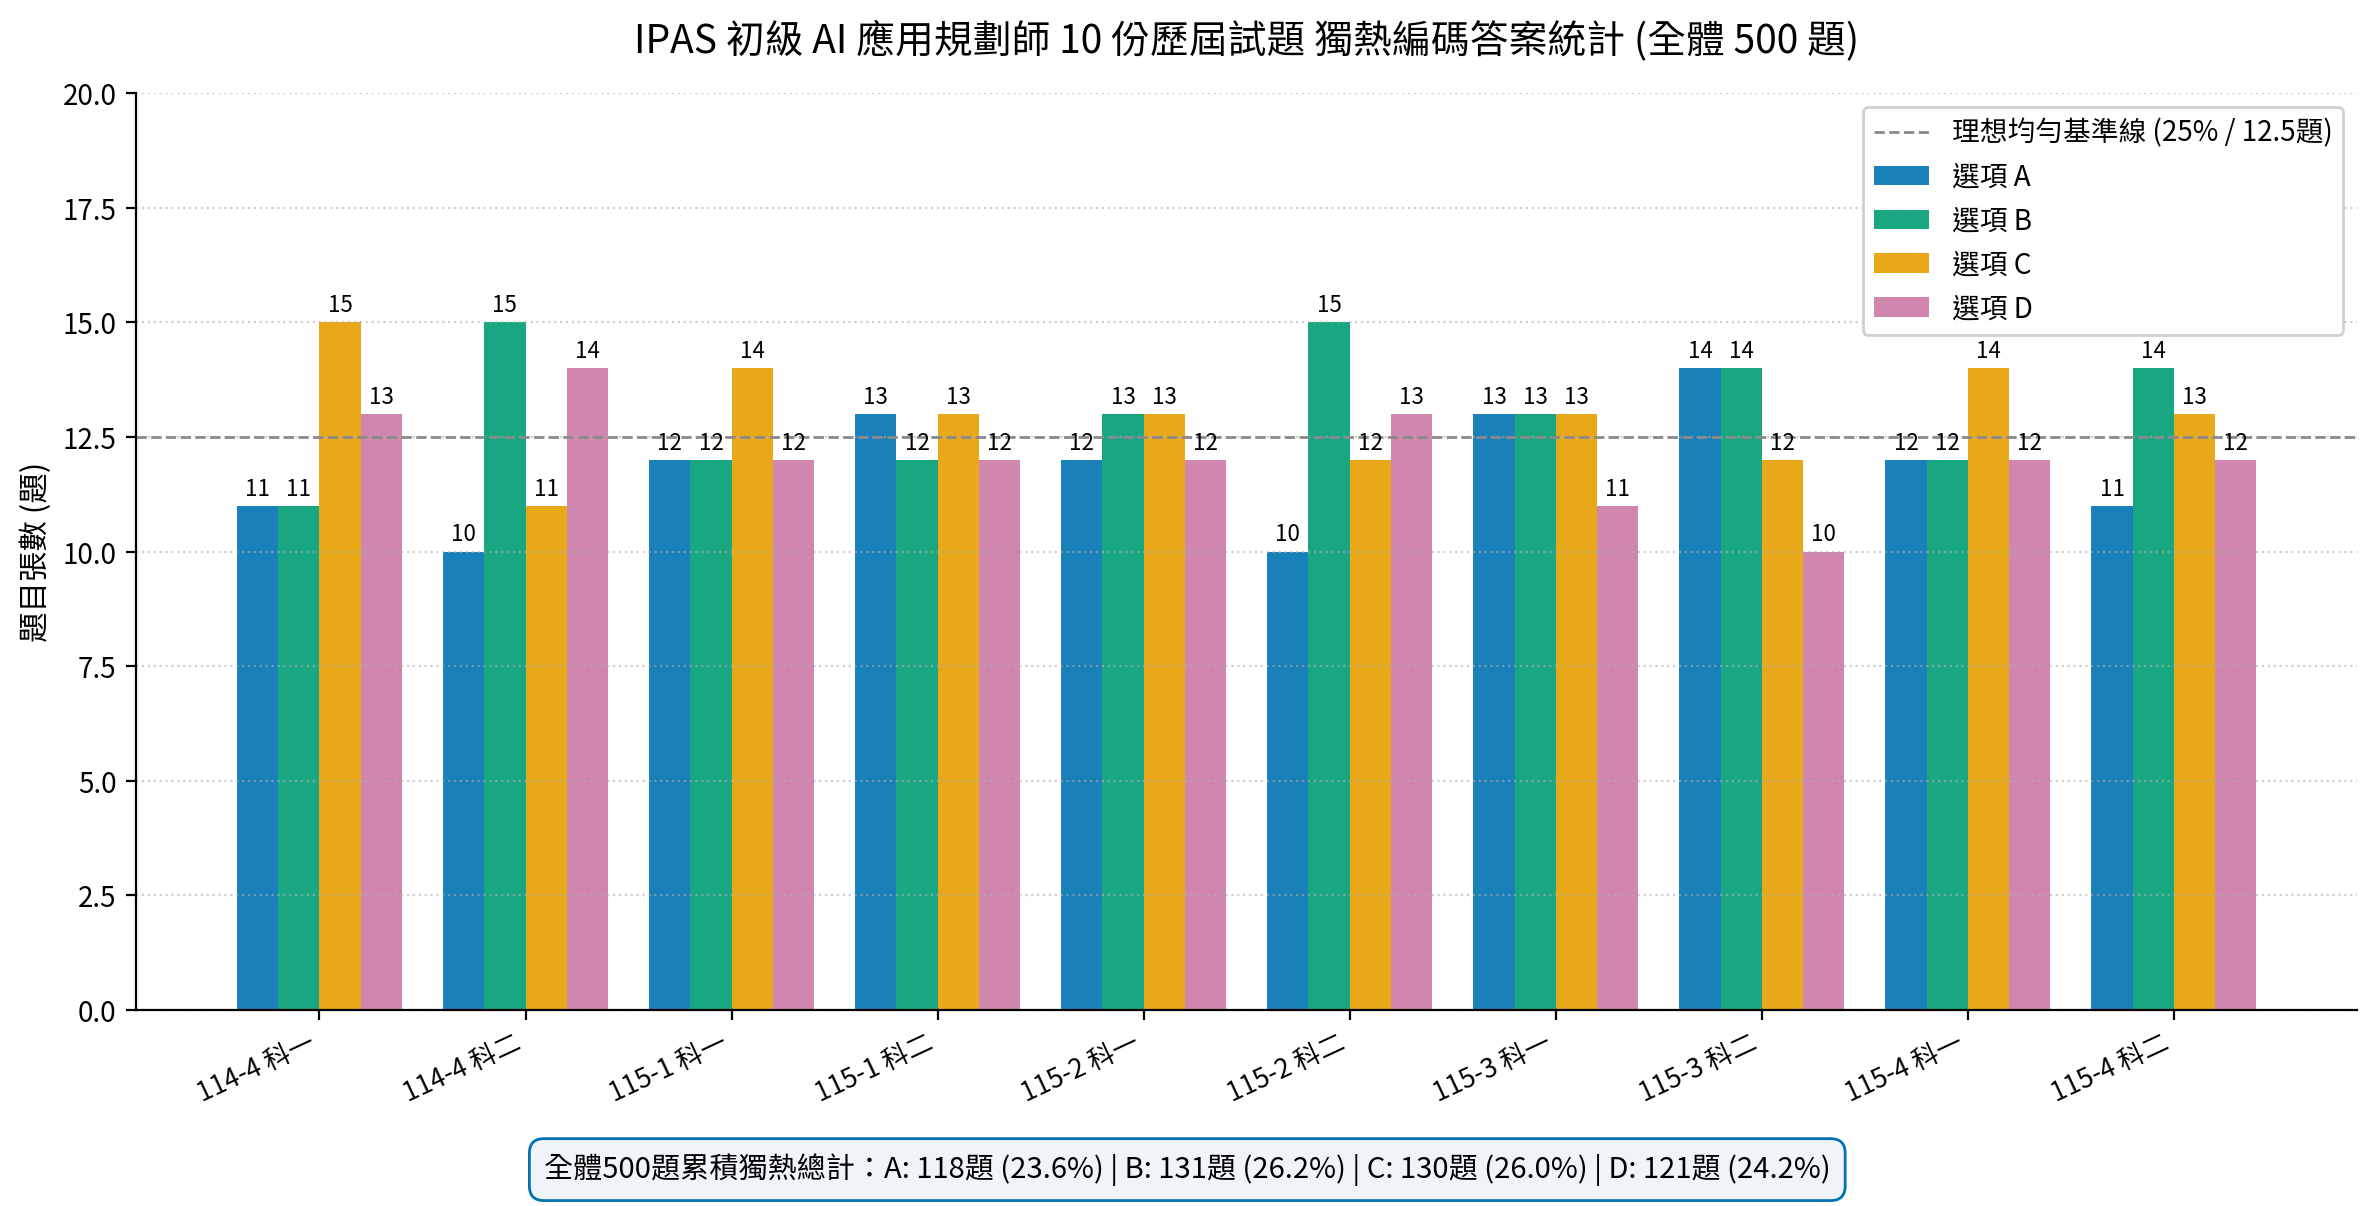 IPAS 初級 AI 應用規劃師 10 份歷屆試題 獨熱編碼答案統計 (全體 500 題)
題目張數 (題)
20.0
17.5
15.0
12.5
10.0
7.5
5.0
2.5
0.0
理想均勻基準線 (25% / 12.5題)
選項 A
選項 B
選項 C
選項 D
11 11 15 13
10 15 11 14
12 12 14 12
13 12 13 12
12 13 13 12
10 15 12 13
13 13 13 11
14 14 12 10
12 12 14 12
11 14 13 12
114-4 科一
114-4 科二
115-1 科一
115-1 科二
115-2 科一
115-2 科二
115-3 科一
115-3 科二
115-4 科一
115-4 科二
全體500題累積獨熱總計：A: 118題 (23.6%) | B: 131題 (26.2%) | C: 130題 (26.0%) | D: 121題 (24.2%)